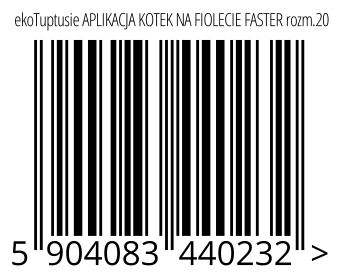 ekoTuptusie APLIKACJA KOTEK NA FIOLECIE FASTER rozm.20
5 904083 440232 >